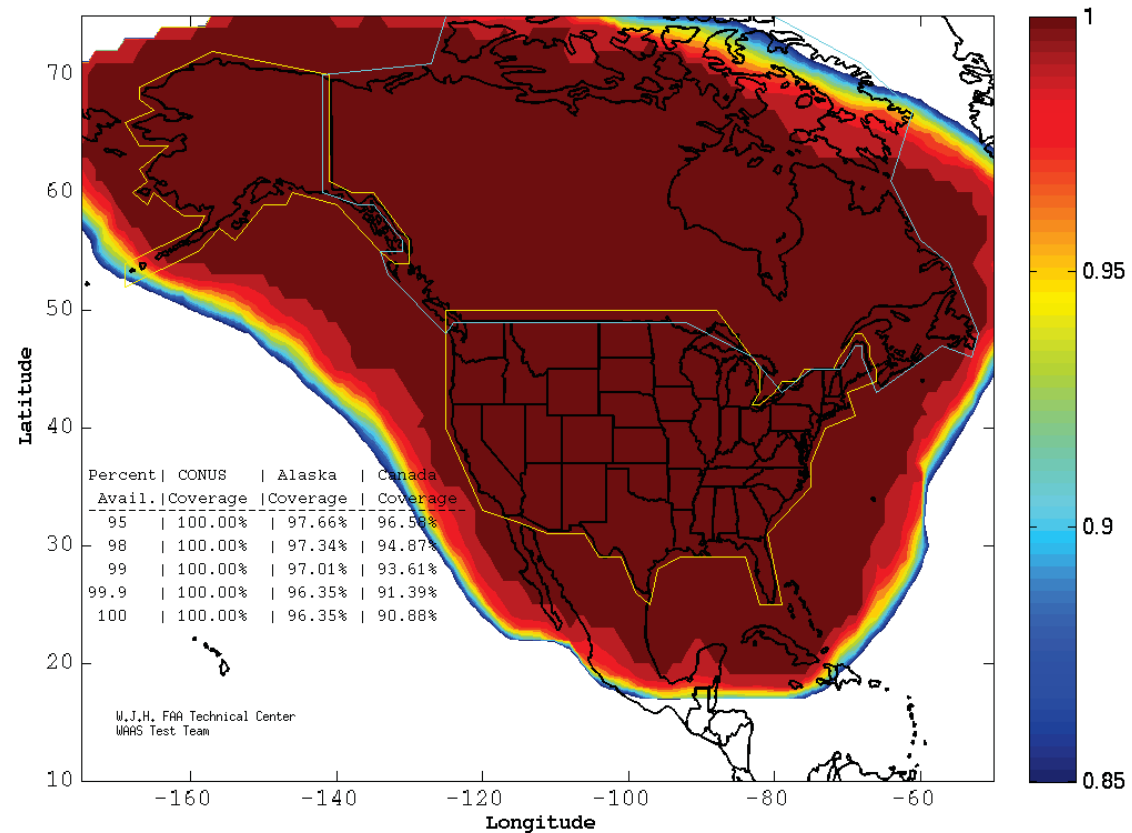 1
70
0.95
60
50
Latitude
40
Percent| CONUS | Alaska | Canada
Avail.|Coverage |Coverage | Coverage
95 | 100.00% | 97.66% | 96.58%
0.9
98 | 100.00% | 97.34% | 94.87%
30
99 | 100.00% | 97.01% | 93.61%
99.9 | 100.00% | 96.35% | 91.39%
100 | 100.00% | 96.35% | 90.88%
20
W.J.H. FAA Technical Center
WAAS Test Team
10
0.85
-160 -140 -120 -100 -80 -60
Longitude